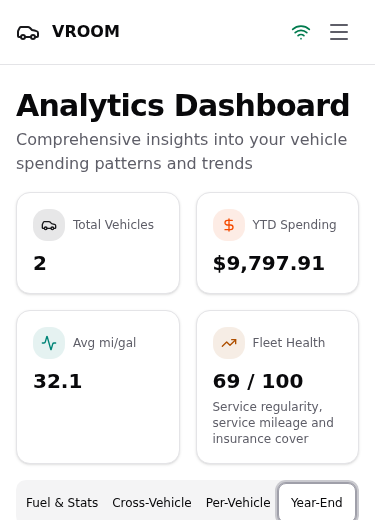 VROOM
Analytics Dashboard
Comprehensive insights into your vehicle
spending patterns and trends
Total Vehicles
2
YTD Spending
$9,797.91
Avg mi/gal
32.1
Fleet Health
69 / 100
Service regularity,
service mileage and
insurance cover
Fuel & Stats Cross-Vehicle Per-Vehicle Year-End